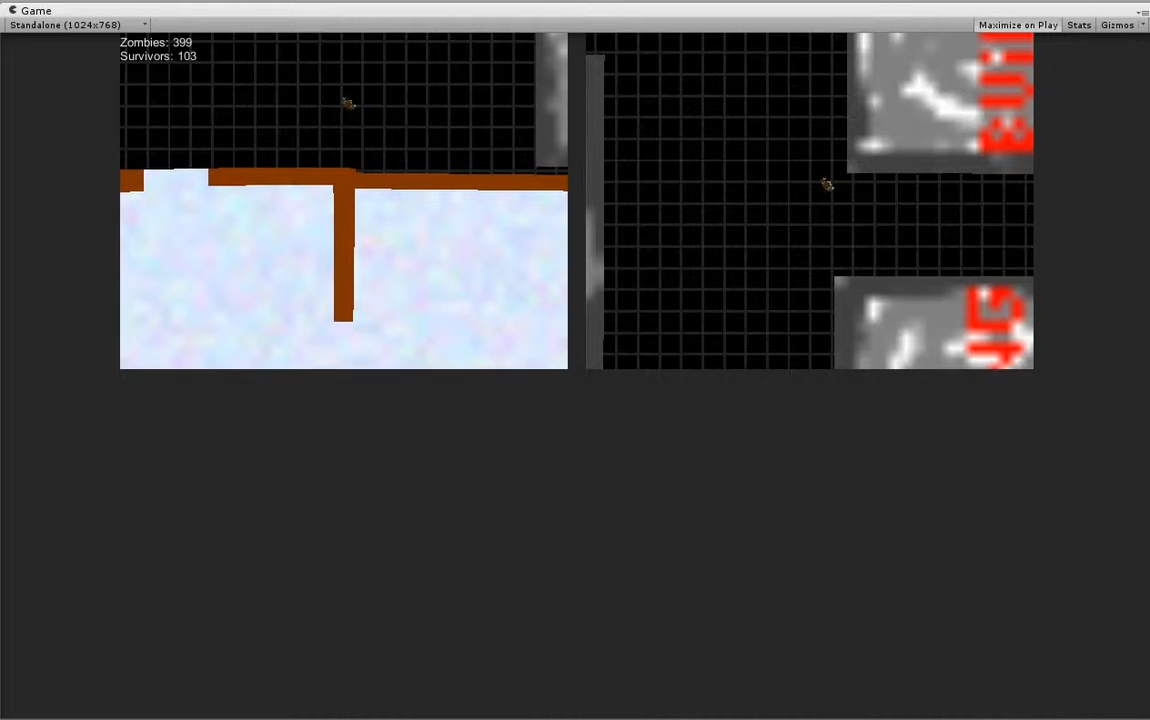 Game
Standalone (1024x768)
Maximize on Play
Stats
Gizmos
Zombies: 399
Survivors: 103